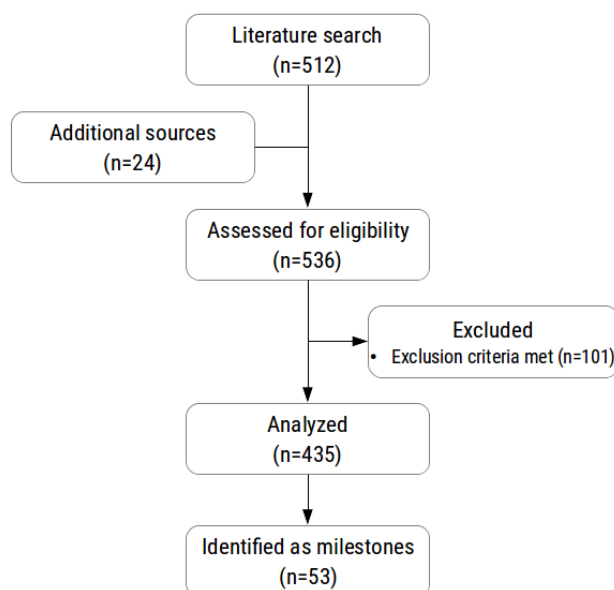 Literature search
(n=512)
Additional sources
(n=24)
Assessed for eligibility
(n=536)
Excluded
• Exclusion criteria met (n=101)
Analyzed
(n=435)
Identified as milestones
(n=53)